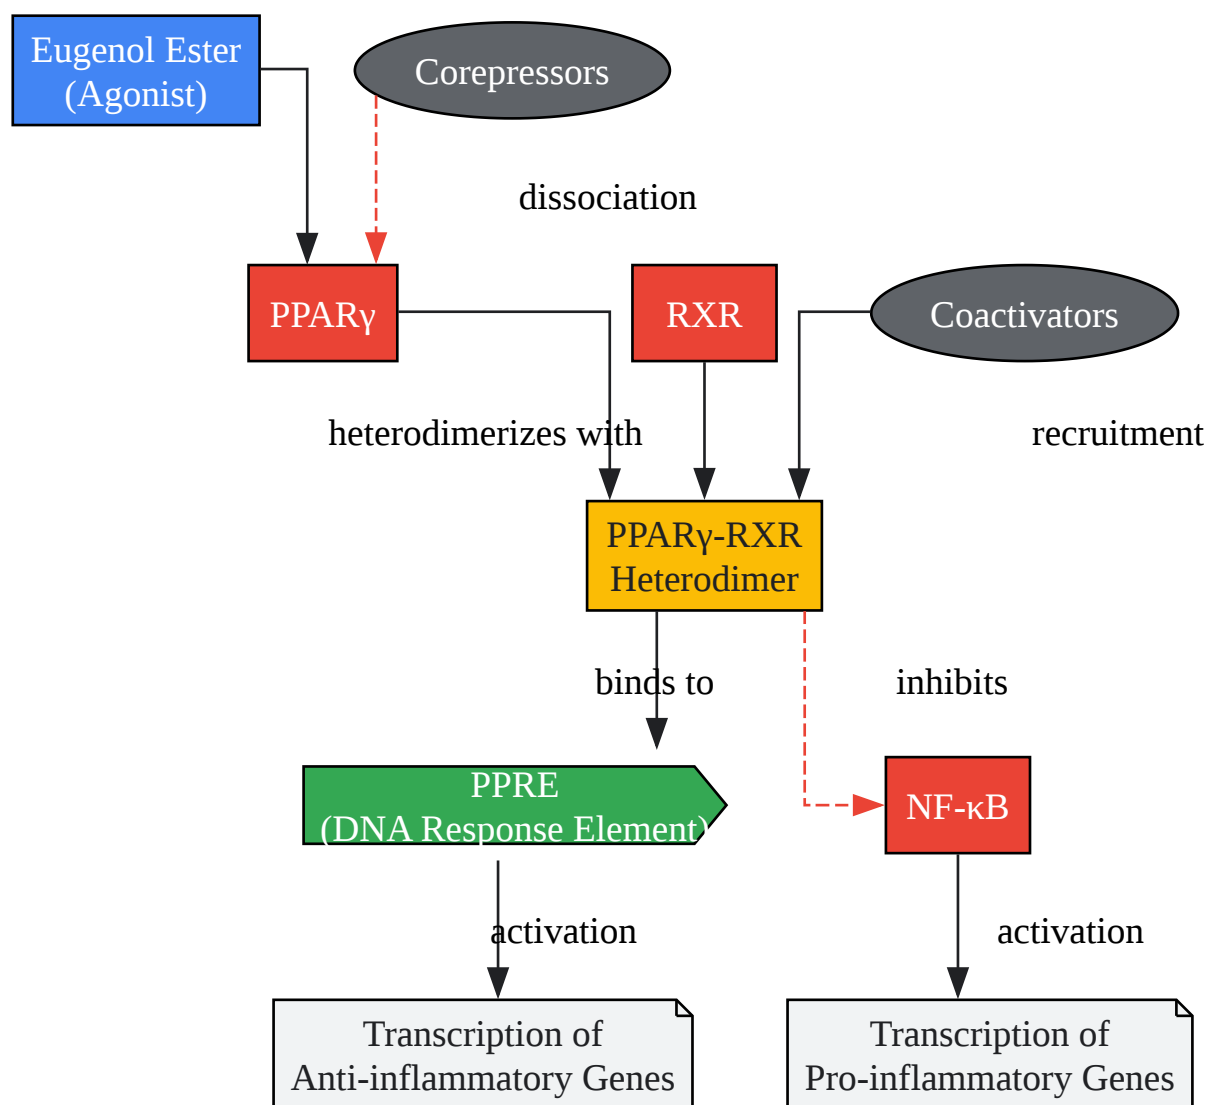 Eugenol Ester
(Agonist)
Corepressors
dissociation
PPARγ
RXR
Coactivators
heterodimerizes with
recruitment
PPARγ-RXR
Heterodimer
binds to
inhibits
PPRE
(DNA Response Element)
NF-κB
activation
activation
Transcription of
Anti-inflammatory Genes
Transcription of
Pro-inflammatory Genes